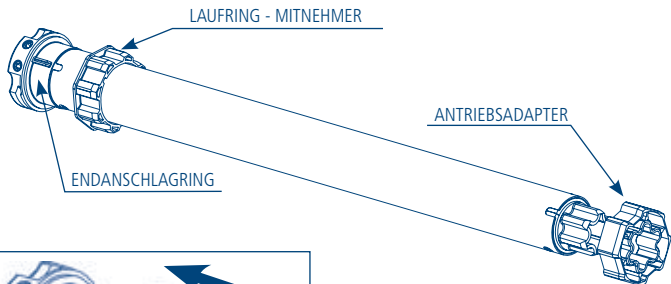 LAUFRING - MITNEHMER
ANTRIEBSADAPTER
ENDANSCHLAGRING